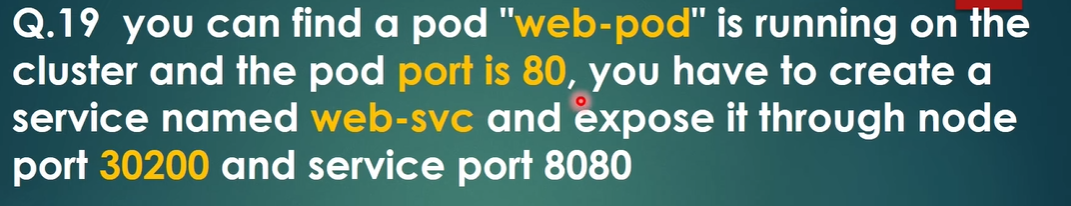 Q.19 you can find a pod "web-pod" is running on the
cluster and the pod port is 80, you have to create a
service named web-svc and expose it through node
port 30200 and service port 8080